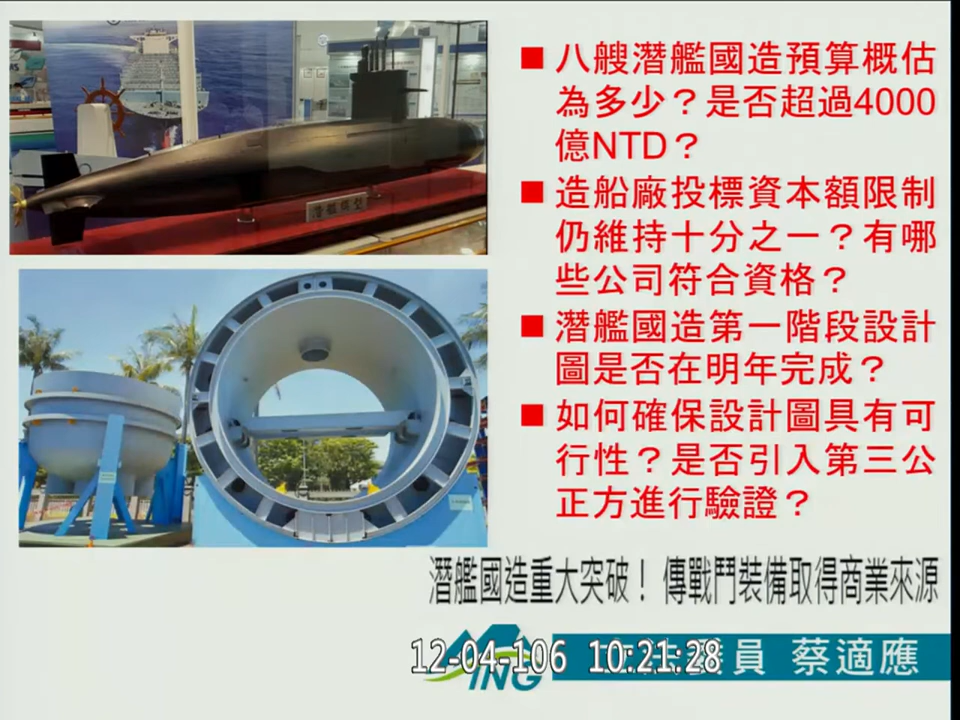 ■ 八艘潛艦國造預算概估
為多少？是否超過4000
億NTD？
■ 造船廠投標資本額限制
仍維持十分之一？有哪
些公司符合資格？
■ 潛艦國造第一階段設計
圖是否在明年完成？
■ 如何確保設計圖具有可
行性？是否引入第三公
正方進行驗證？
潛艦模型
潛艦國造重大突破！ 傳戰鬥裝備取得商業來源
MING
12-04-106 10:21:28
員 蔡適應